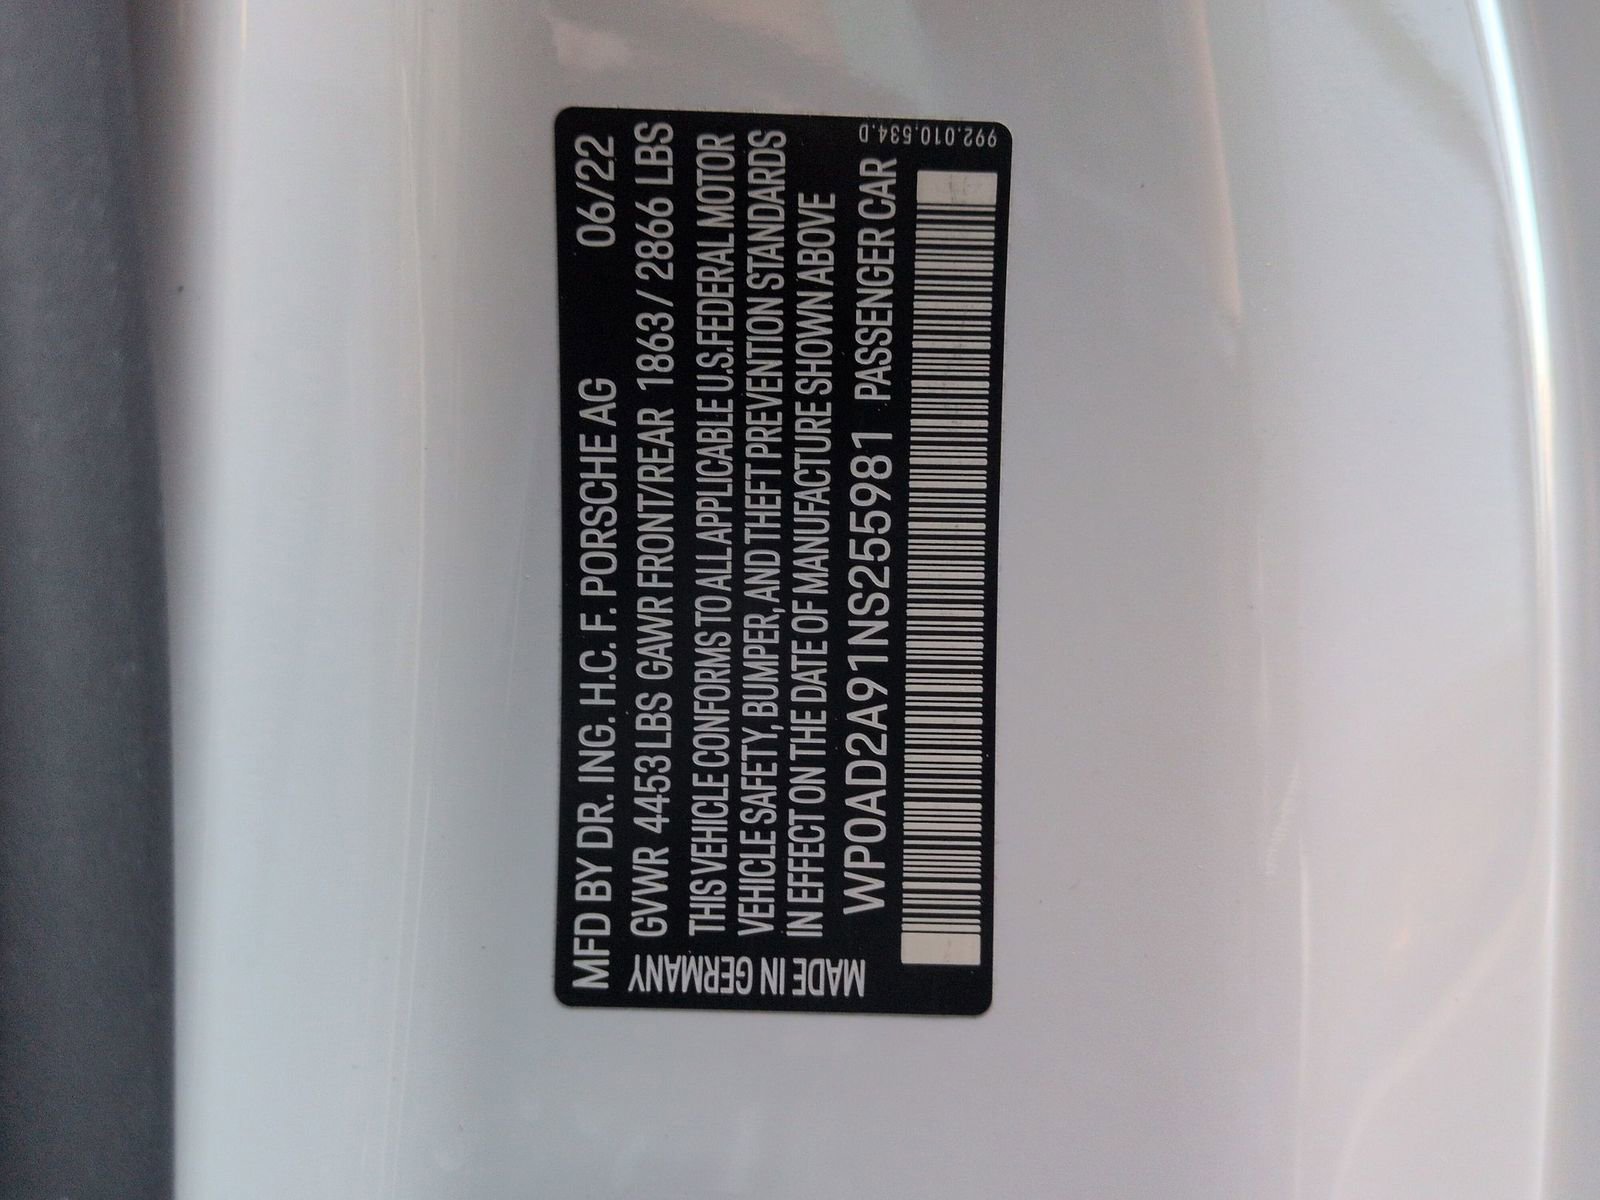 MFD BY DR. ING. H.C. F. PORSCHE AG 06/22
GVWR 4453 LBS GAWR FRONT/REAR 1863 / 2866 LBS
THIS VEHICLE CONFORMS TO ALL APPLICABLE U.S. FEDERAL MOTOR
VEHICLE SAFETY, BUMPER, AND THEFT PREVENTION STANDARDS
IN EFFECT ON THE DATE OF MANUFACTURE SHOWN ABOVE
WP0AD2A91NS255981 PASSENGER CAR
MADE IN GERMANY
992.010.534.D